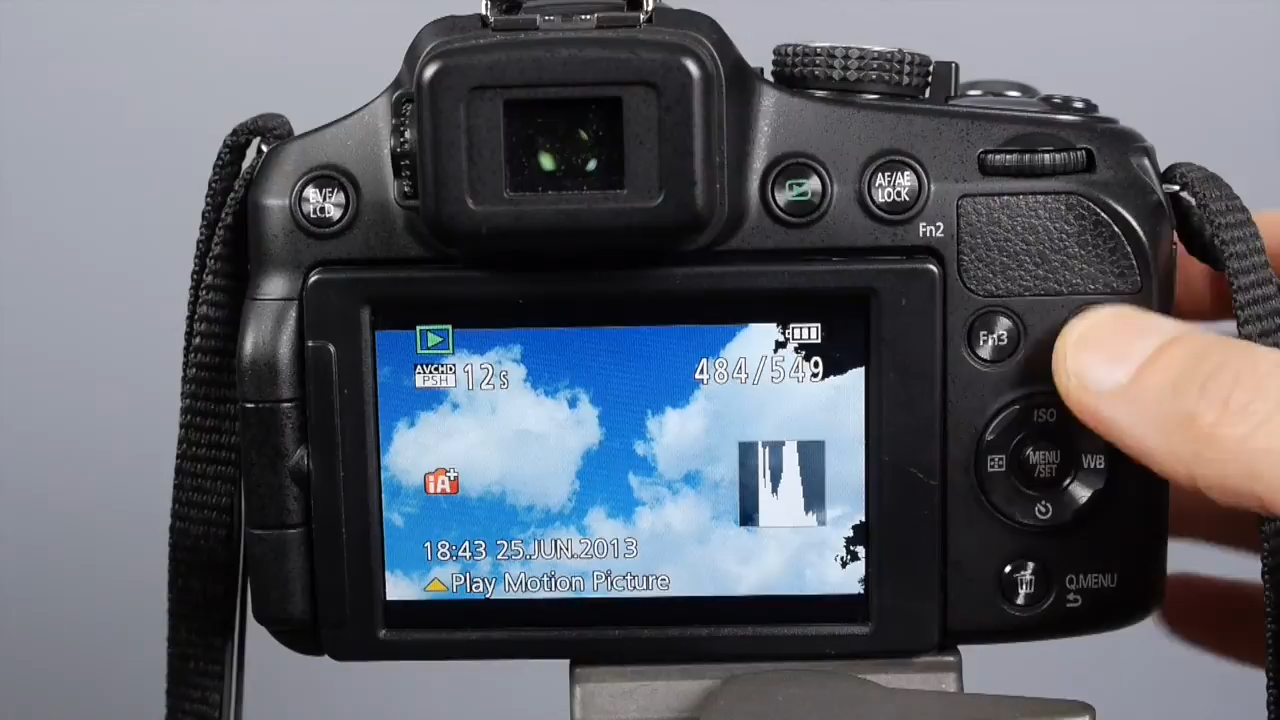 EVF/
LCD
AF/AE
LOCK
Fn2
Fn3
AVCHD
PSH
12s
484/549
iA+
18:43 25.JUN.2013
Play Motion Picture
ISO
MENU
/SET
WB
Q.MENU